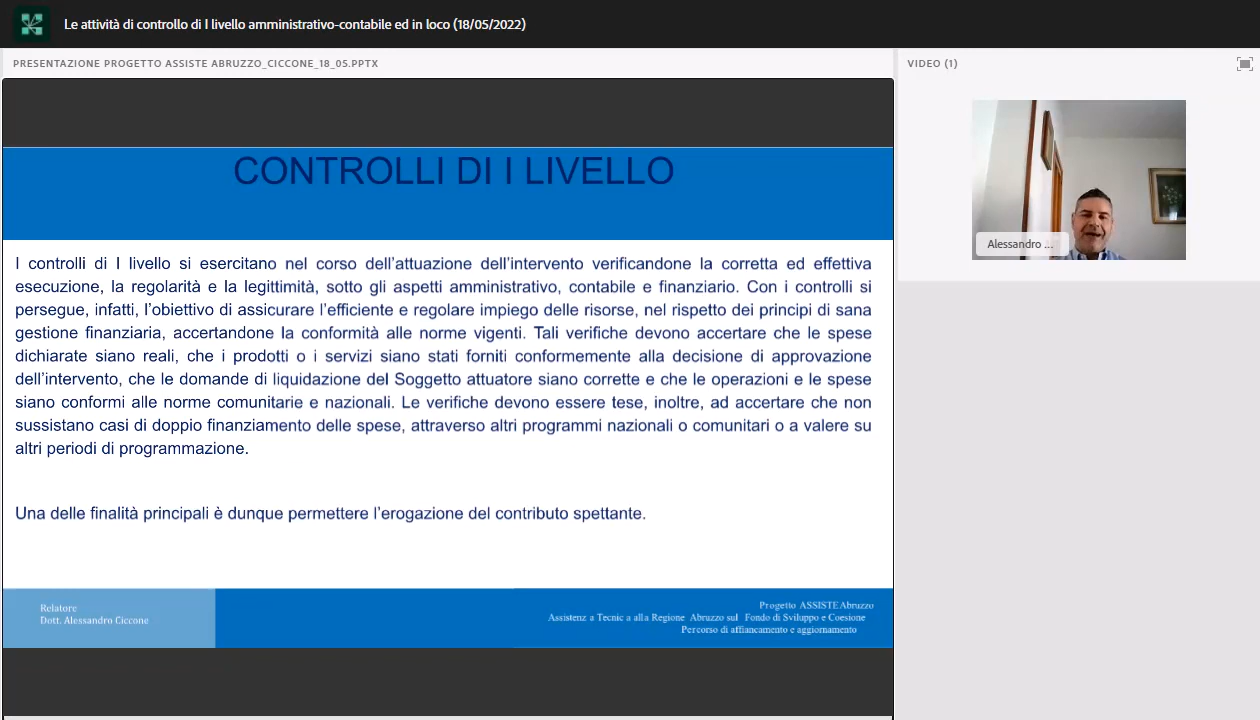 Le attività di controllo di I livello amministrativo-contabile ed in loco (18/05/2022)
PRESENTAZIONE PROGETTO ASSISTE ABRUZZO_CICCONE_18_05.PPTX
VIDEO (1)
CONTROLLI DI I LIVELLO
I controlli di I livello si esercitano nel corso dell’attuazione dell’intervento verificandone la corretta ed effettiva
esecuzione, la regolarità e la legittimità, sotto gli aspetti amministrativo, contabile e finanziario. Con i controlli si
persegue, infatti, l’obiettivo di assicurare l’efficiente e regolare impiego delle risorse, nel rispetto dei principi di sana
gestione finanziaria, accertandone la conformità alle norme vigenti. Tali verifiche devono accertare che le spese
dichiarate siano reali, che i prodotti o i servizi siano stati forniti conformemente alla decisione di approvazione
dell’intervento, che le domande di liquidazione del Soggetto attuatore siano corrette e che le operazioni e le spese
siano conformi alle norme comunitarie e nazionali. Le verifiche devono essere tese, inoltre, ad accertare che non
sussistano casi di doppio finanziamento delle spese, attraverso altri programmi nazionali o comunitari o a valere su
altri periodi di programmazione.
Una delle finalità principali è dunque permettere l’erogazione del contributo spettante.
Relatore
Dott. Alessandro Ciccone
Progetto ASSISTE Abruzzo
Assistenz a Tecnic a alla Regione Abruzzo sul Fondo di Sviluppo e Coesione
Percorso di affiancamento e aggiornamento
Alessandro ...